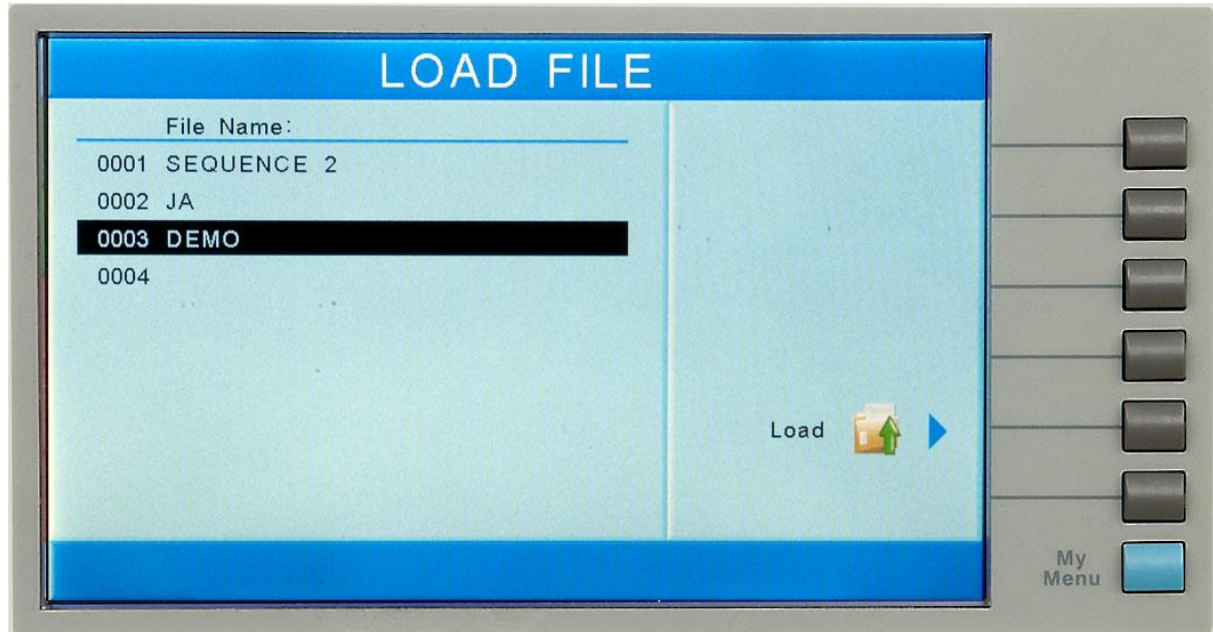 LOAD FILE
File Name:
0001 SEQUENCE 2
0002 JA
0003 DEMO
0004
Load
My
Menu